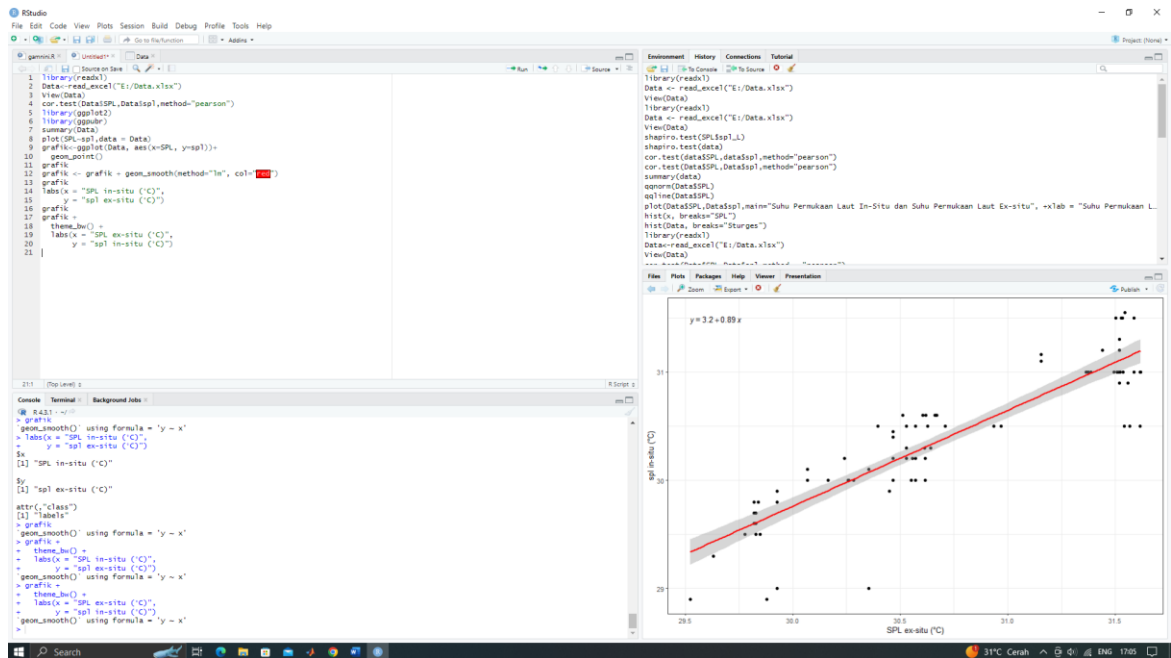 RStudio
File Edit Code View Plots Session Build Debug Profile Tools Help
Go to file/function Addins Project: (None)
gamnini.R Untitled1* Data
Source on Save Run Source
1 library(readxl)
2 Data<-read_excel("E:/Data.xlsx")
3 View(Data)
4 cor.test(Data$SPL,Data$spl,method="pearson")
5 library(ggplot2)
6 library(ggpubr)
7 summary(Data)
8 plot(SPL~spl,data = Data)
9 grafik<-ggplot(Data, aes(x=SPL, y=spl))+
10 geom_point()
11 grafik
12 grafik <- grafik + geom_smooth(method="lm", col="red")
13 grafik
14 labs(x = "SPL in-situ (°C)",
15 y = "spl ex-situ (°C)")
16 grafik
17 grafik +
18 theme_bw() +
19 labs(x = "SPL ex-situ (°C)",
20 y = "spl in-situ (°C)")
21
21:1 (Top Level) R Script
Console Terminal Background Jobs
R 4.3.1 · ~/
> grafik
`geom_smooth()` using formula = 'y ~ x'
> labs(x = "SPL in-situ (°C)",
+ y = "spl ex-situ (°C)")
$x
[1] "SPL in-situ (°C)"
$y
[1] "spl ex-situ (°C)"
attr(,"class")
[1] "labels"
> grafik
`geom_smooth()` using formula = 'y ~ x'
> grafik +
+ theme_bw() +
+ labs(x = "SPL in-situ (°C)",
+ y = "spl ex-situ (°C)")
`geom_smooth()` using formula = 'y ~ x'
> grafik +
+ theme_bw() +
+ labs(x = "SPL ex-situ (°C)",
+ y = "spl in-situ (°C)")
`geom_smooth()` using formula = 'y ~ x'
>
Environment History Connections Tutorial
To Console To Source
library(readxl)
Data <- read_excel("E:/Data.xlsx")
View(Data)
library(readxl)
Data <- read_excel("E:/Data.xlsx")
View(Data)
shapiro.test(SPL$spl_L)
shapiro.test(data)
cor.test(data$SPL,data$spl,method="pearson")
cor.test(Data$SPL,Data$spl,method="pearson")
summary(data)
qqnorm(Data$SPL)
qqline(Data$SPL)
plot(Data$SPL,Data$spl,main="Suhu Permukaan Laut In-Situ dan Suhu Permukaan Laut Ex-situ", +xlab = "Suhu Permukaan L...
hist(x, breaks="SPL")
hist(Data, breaks="Sturges")
library(readxl)
Data<-read_excel("E:/Data.xlsx")
View(Data)
Files Plots Packages Help Viewer Presentation
Zoom Export Publish
y = 3.2 + 0.89 x
31
30
29
spl in-situ (°C)
29.5 30.0 30.5 31.0 31.5
SPL ex-situ (°C)
Search 31°C Cerah ENG 17:05